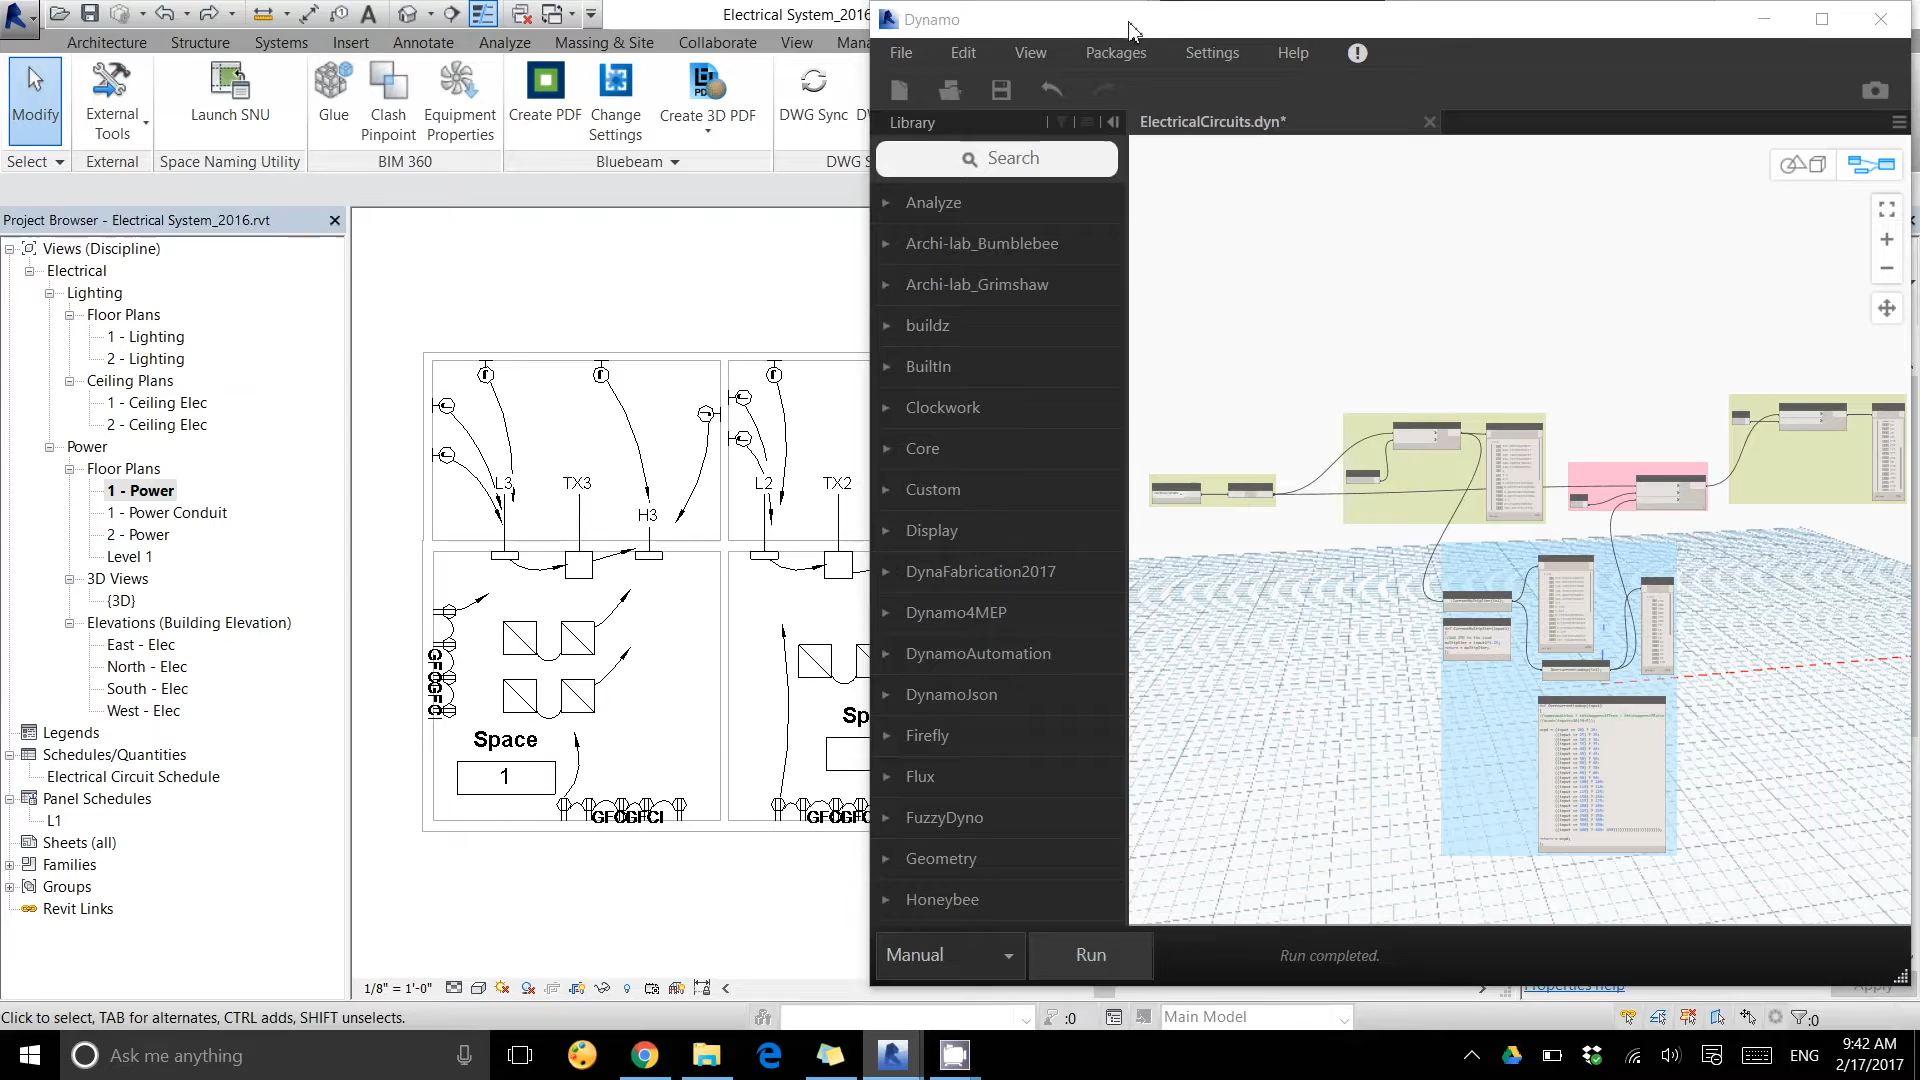 Electrical System_2016
Architecture Structure Systems Insert Annotate Analyze Massing & Site Collaborate View
Modify
External Tools
Launch SNU
Glue
Clash Pinpoint
Equipment Properties
Create PDF
Change Settings
Create 3D PDF
DWG Sync
Select
External
Space Naming Utility
BIM 360
Bluebeam
DWG
Project Browser - Electrical System_2016.rvt
Views (Discipline)
Electrical
Lighting
Floor Plans
1 - Lighting
2 - Lighting
Ceiling Plans
1 - Ceiling Elec
2 - Ceiling Elec
Power
Floor Plans
1 - Power
1 - Power Conduit
2 - Power
Level 1
3D Views
{3D}
Elevations (Building Elevation)
East - Elec
North - Elec
South - Elec
West - Elec
Legends
Schedules/Quantities
Electrical Circuit Schedule
Panel Schedules
L1
Sheets (all)
Families
Groups
Revit Links
L3
TX3
H3
L2
TX2
Space
1
Sp
GFCI
1/8" = 1'-0"
Dynamo
File Edit View Packages Settings Help
Library
ElectricalCircuits.dyn*
Search
Analyze
Archi-lab_Bumblebee
Archi-lab_Grimshaw
buildz
BuiltIn
Clockwork
Core
Custom
Display
DynaFabrication2017
Dynamo4MEP
DynamoAutomation
DynamoJson
Firefly
Flux
FuzzyDyno
Geometry
Honeybee
Manual
Run
Run completed.
Properties help
Apply
Click to select, TAB for alternates, CTRL adds, SHIFT unselects.
:0
Main Model
:0
Ask me anything
ENG
9:42 AM
2/17/2017